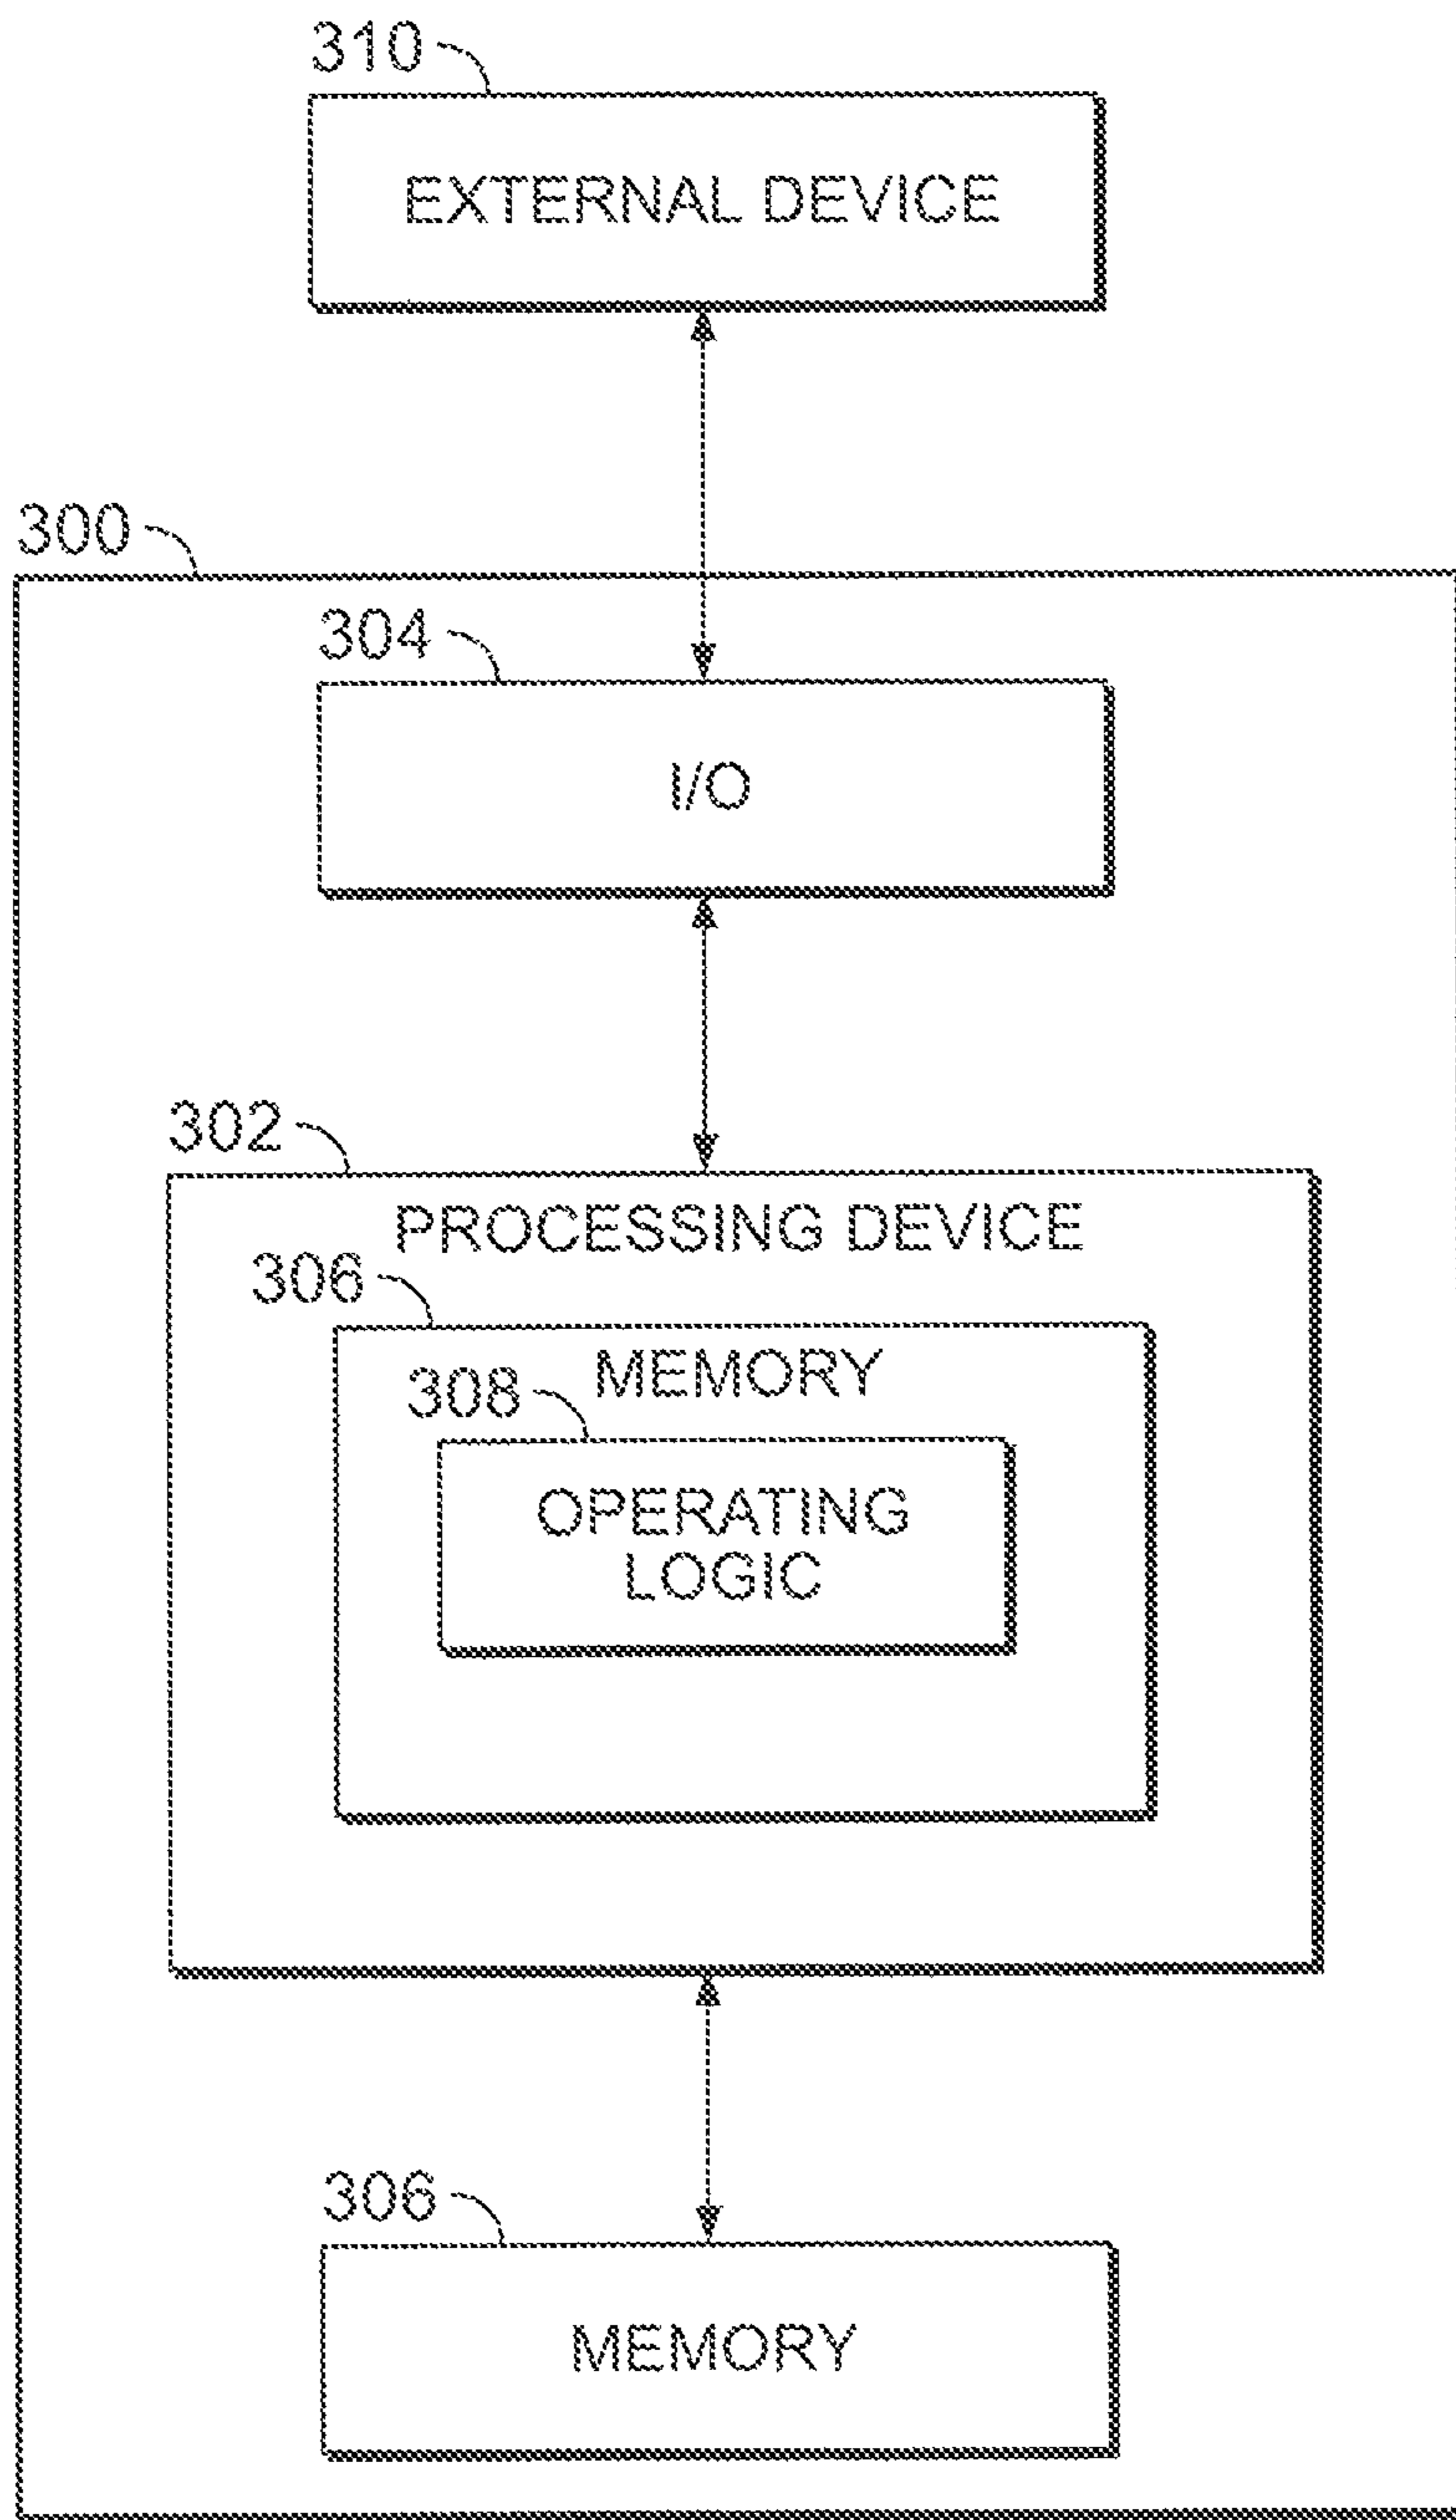 310
EXTERNAL DEVICE
300
304
I/O
302
PROCESSING DEVICE
306
MEMORY
308
OPERATING
LOGIC
306
MEMORY